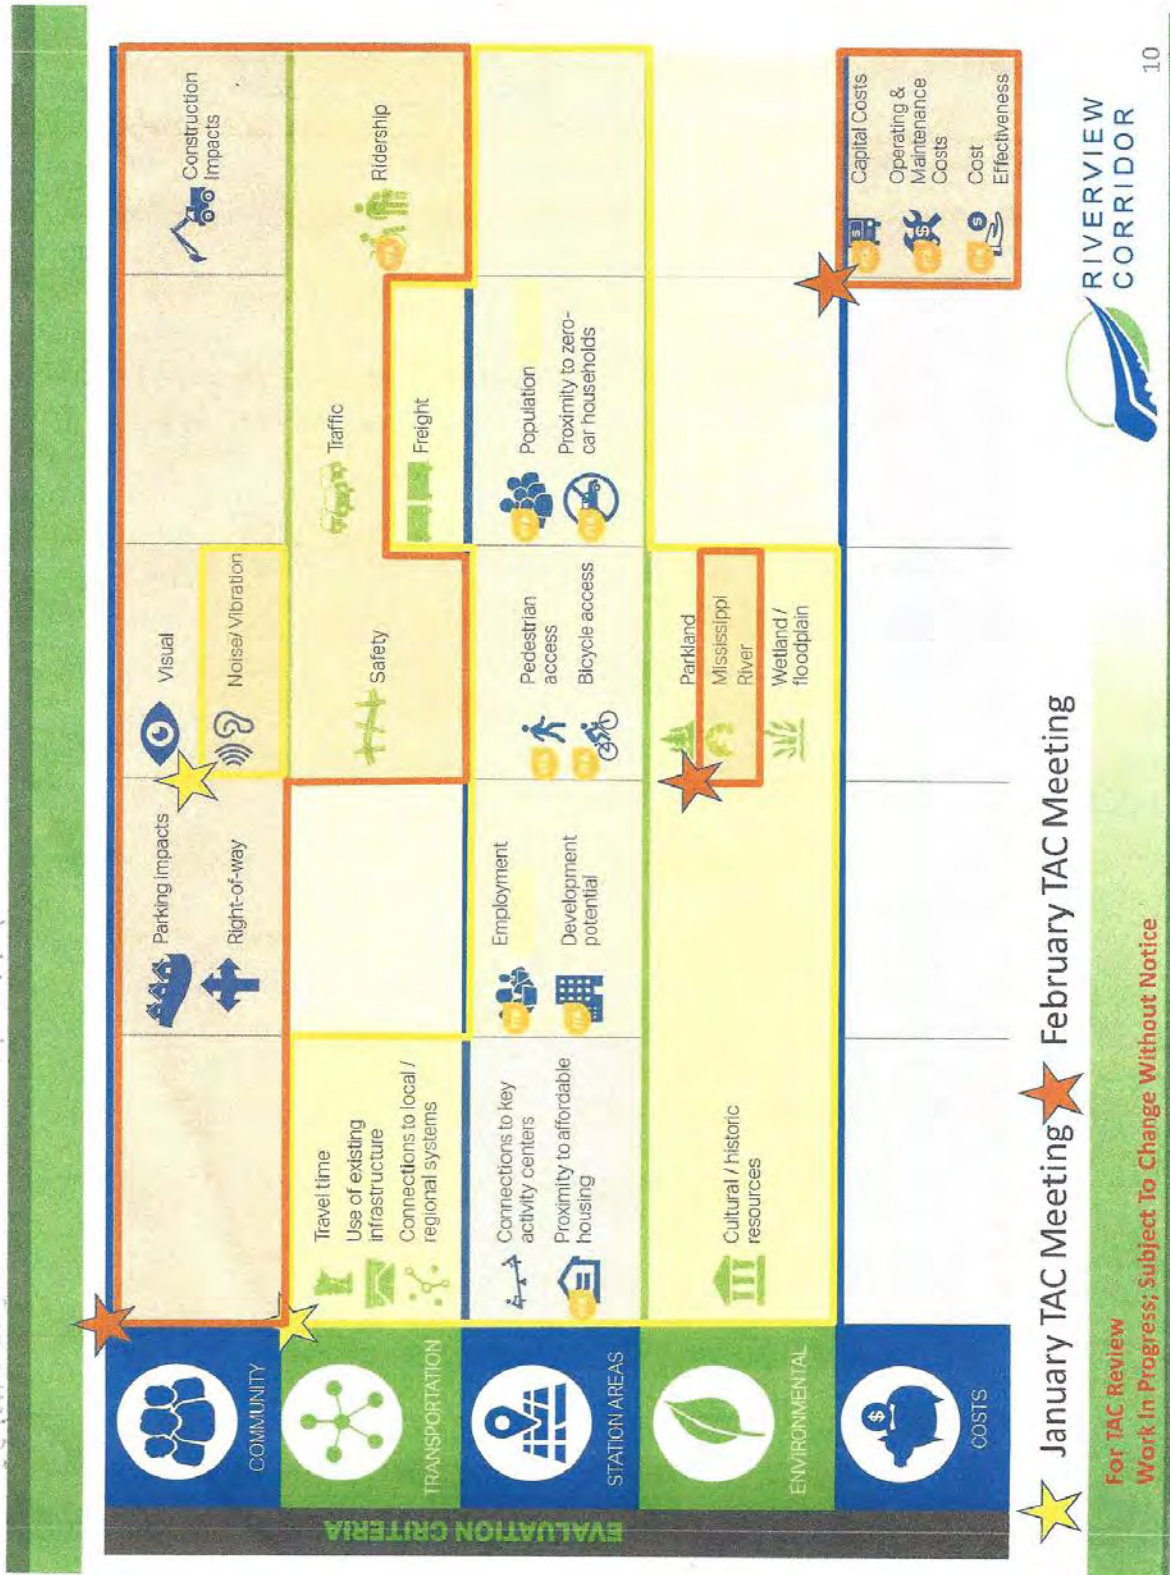 EVALUATION CRITERIA
COMMUNITY
Parking impacts
Right-of-way
Visual
Noise/ Vibration
Construction
Impacts
TRANSPORTATION
Travel time
Use of existing
infrastructure
Connections to local /
regional systems
Safety
Traffic
Freight
Ridership
STATION AREAS
Connections to key
activity centers
Proximity to affordable
housing
Employment
Development
potential
Pedestrian
access
Bicycle access
Population
Proximity to zero-
car households
ENVIRONMENTAL
Cultural / historic
resources
Parkland
Mississippi
River
Wetland /
floodplain
COSTS
$
Capital Costs
Operating &
Maintenance
Costs
Cost
Effectiveness
January TAC Meeting
February TAC Meeting
For TAC Review
Work In Progress; Subject To Change Without Notice
RIVERVIEW
CORRIDOR
10